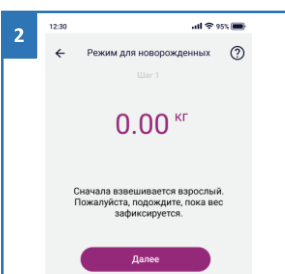 2
12:30
95%
Режим для новорожденных
?
Шаг 1
0.00 кг
Сначала взвешивается взрослый.
Пожалуйста, подождите, пока вес
зафиксируется.
Далее